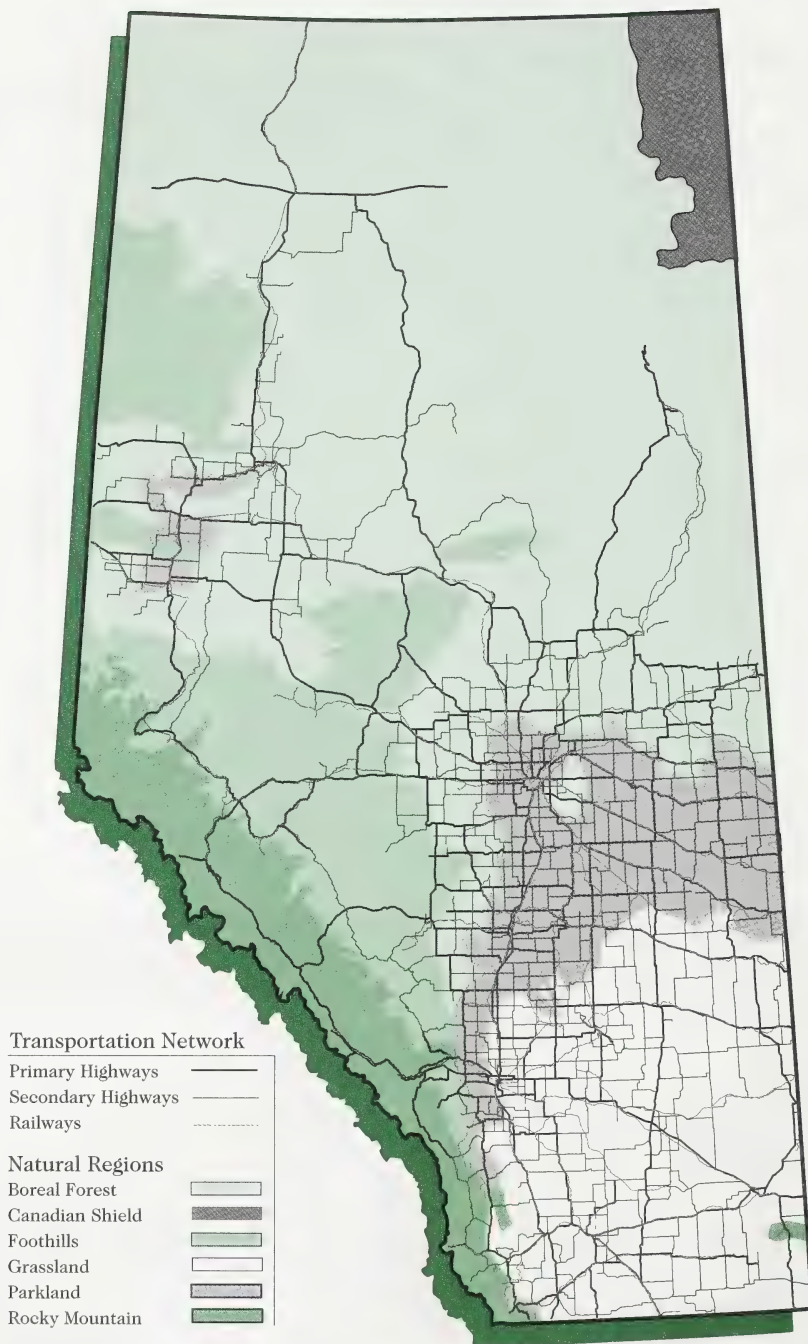 Transportation Network
Primary Highways
Secondary Highways
Railways
Natural Regions
Boreal Forest
Canadian Shield
Foothills
Grassland
Parkland
Rocky Mountain